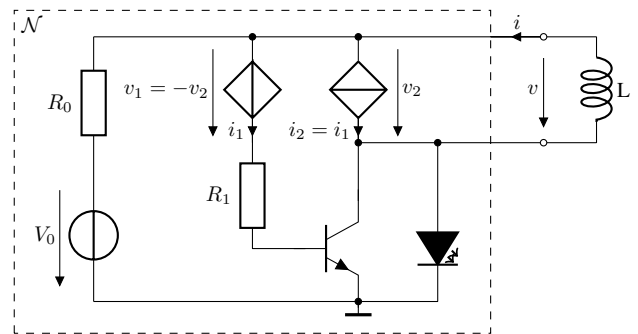 𝒩
i
R₀
v₁ = −v₂
v₂
v
L
i₁
i₂ = i₁
R₁
V₀